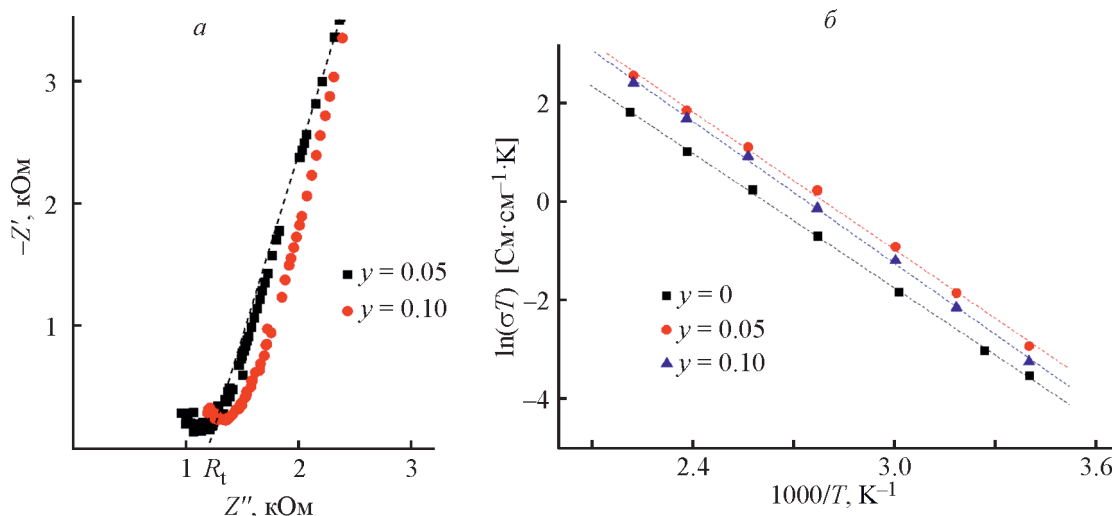 а
−Z′, кОм
3
2
1
y = 0.05
y = 0.10
1
R_t
2
3
Z″, кОм
б
ln(σT) [См·см⁻¹·K]
2
0
−2
−4
y = 0
y = 0.05
y = 0.10
2.4
3.0
3.6
1000/T, K⁻¹